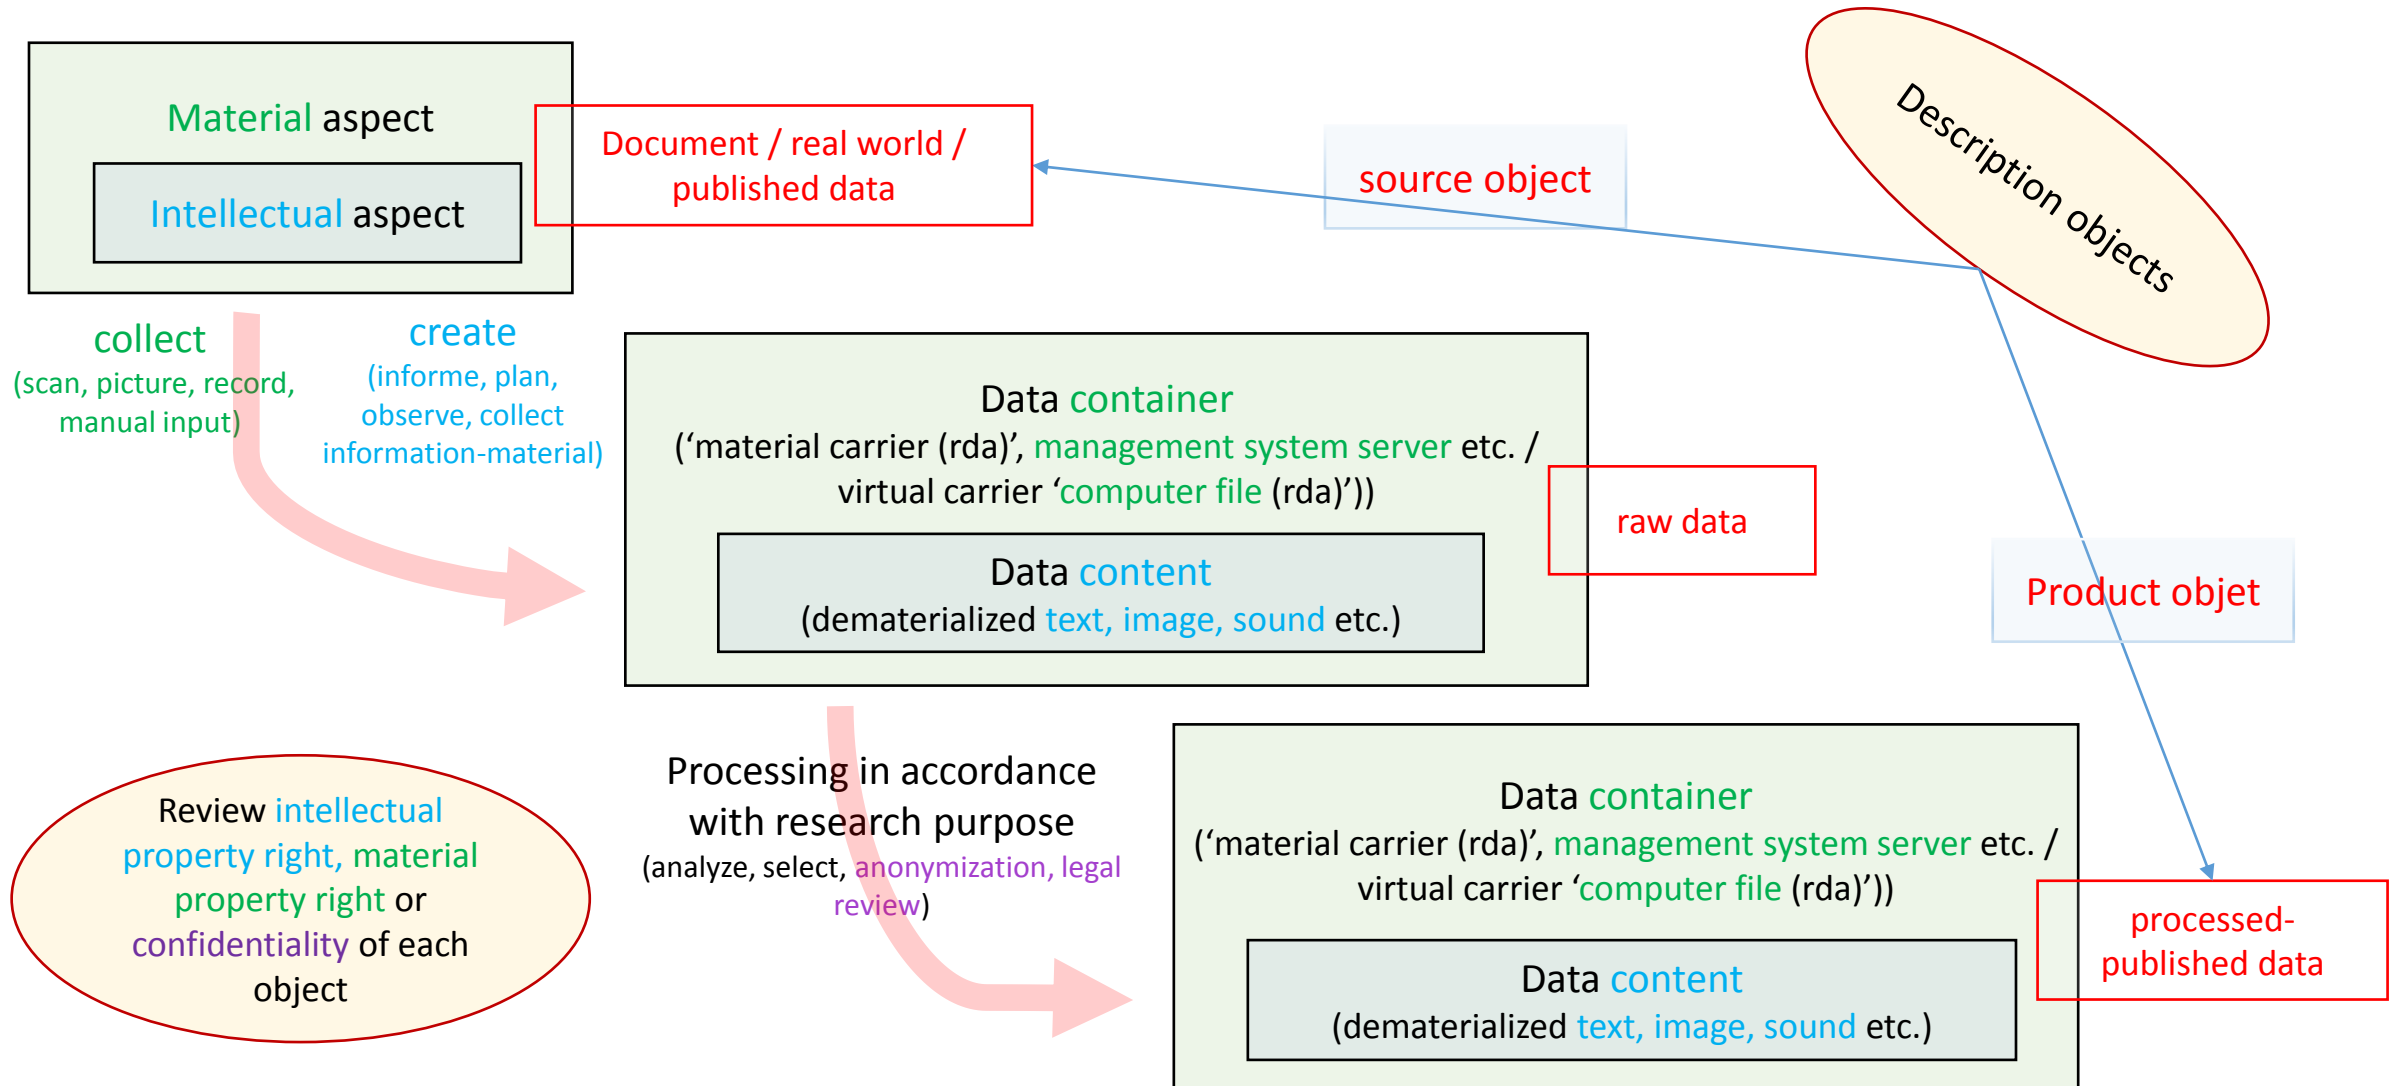 Material aspect
Intellectual aspect
Document / real world /
published data
source object
Description objects
collect
(scan, picture, record,
manual input)
create
(informe, plan,
observe, collect
information-material)
Data container
(‘material carrier (rda)’, management system server etc. /
virtual carrier ‘computer file (rda)’))
Data content
(dematerialized text, image, sound etc.)
raw data
Product objet
Review intellectual
property right, material
property right or
confidentiality of each
object
Processing in accordance
with research purpose
(analyze, select, anonymization, legal
review)
Data container
(‘material carrier (rda)’, management system server etc. /
virtual carrier ‘computer file (rda)’))
Data content
(dematerialized text, image, sound etc.)
processed-
published data